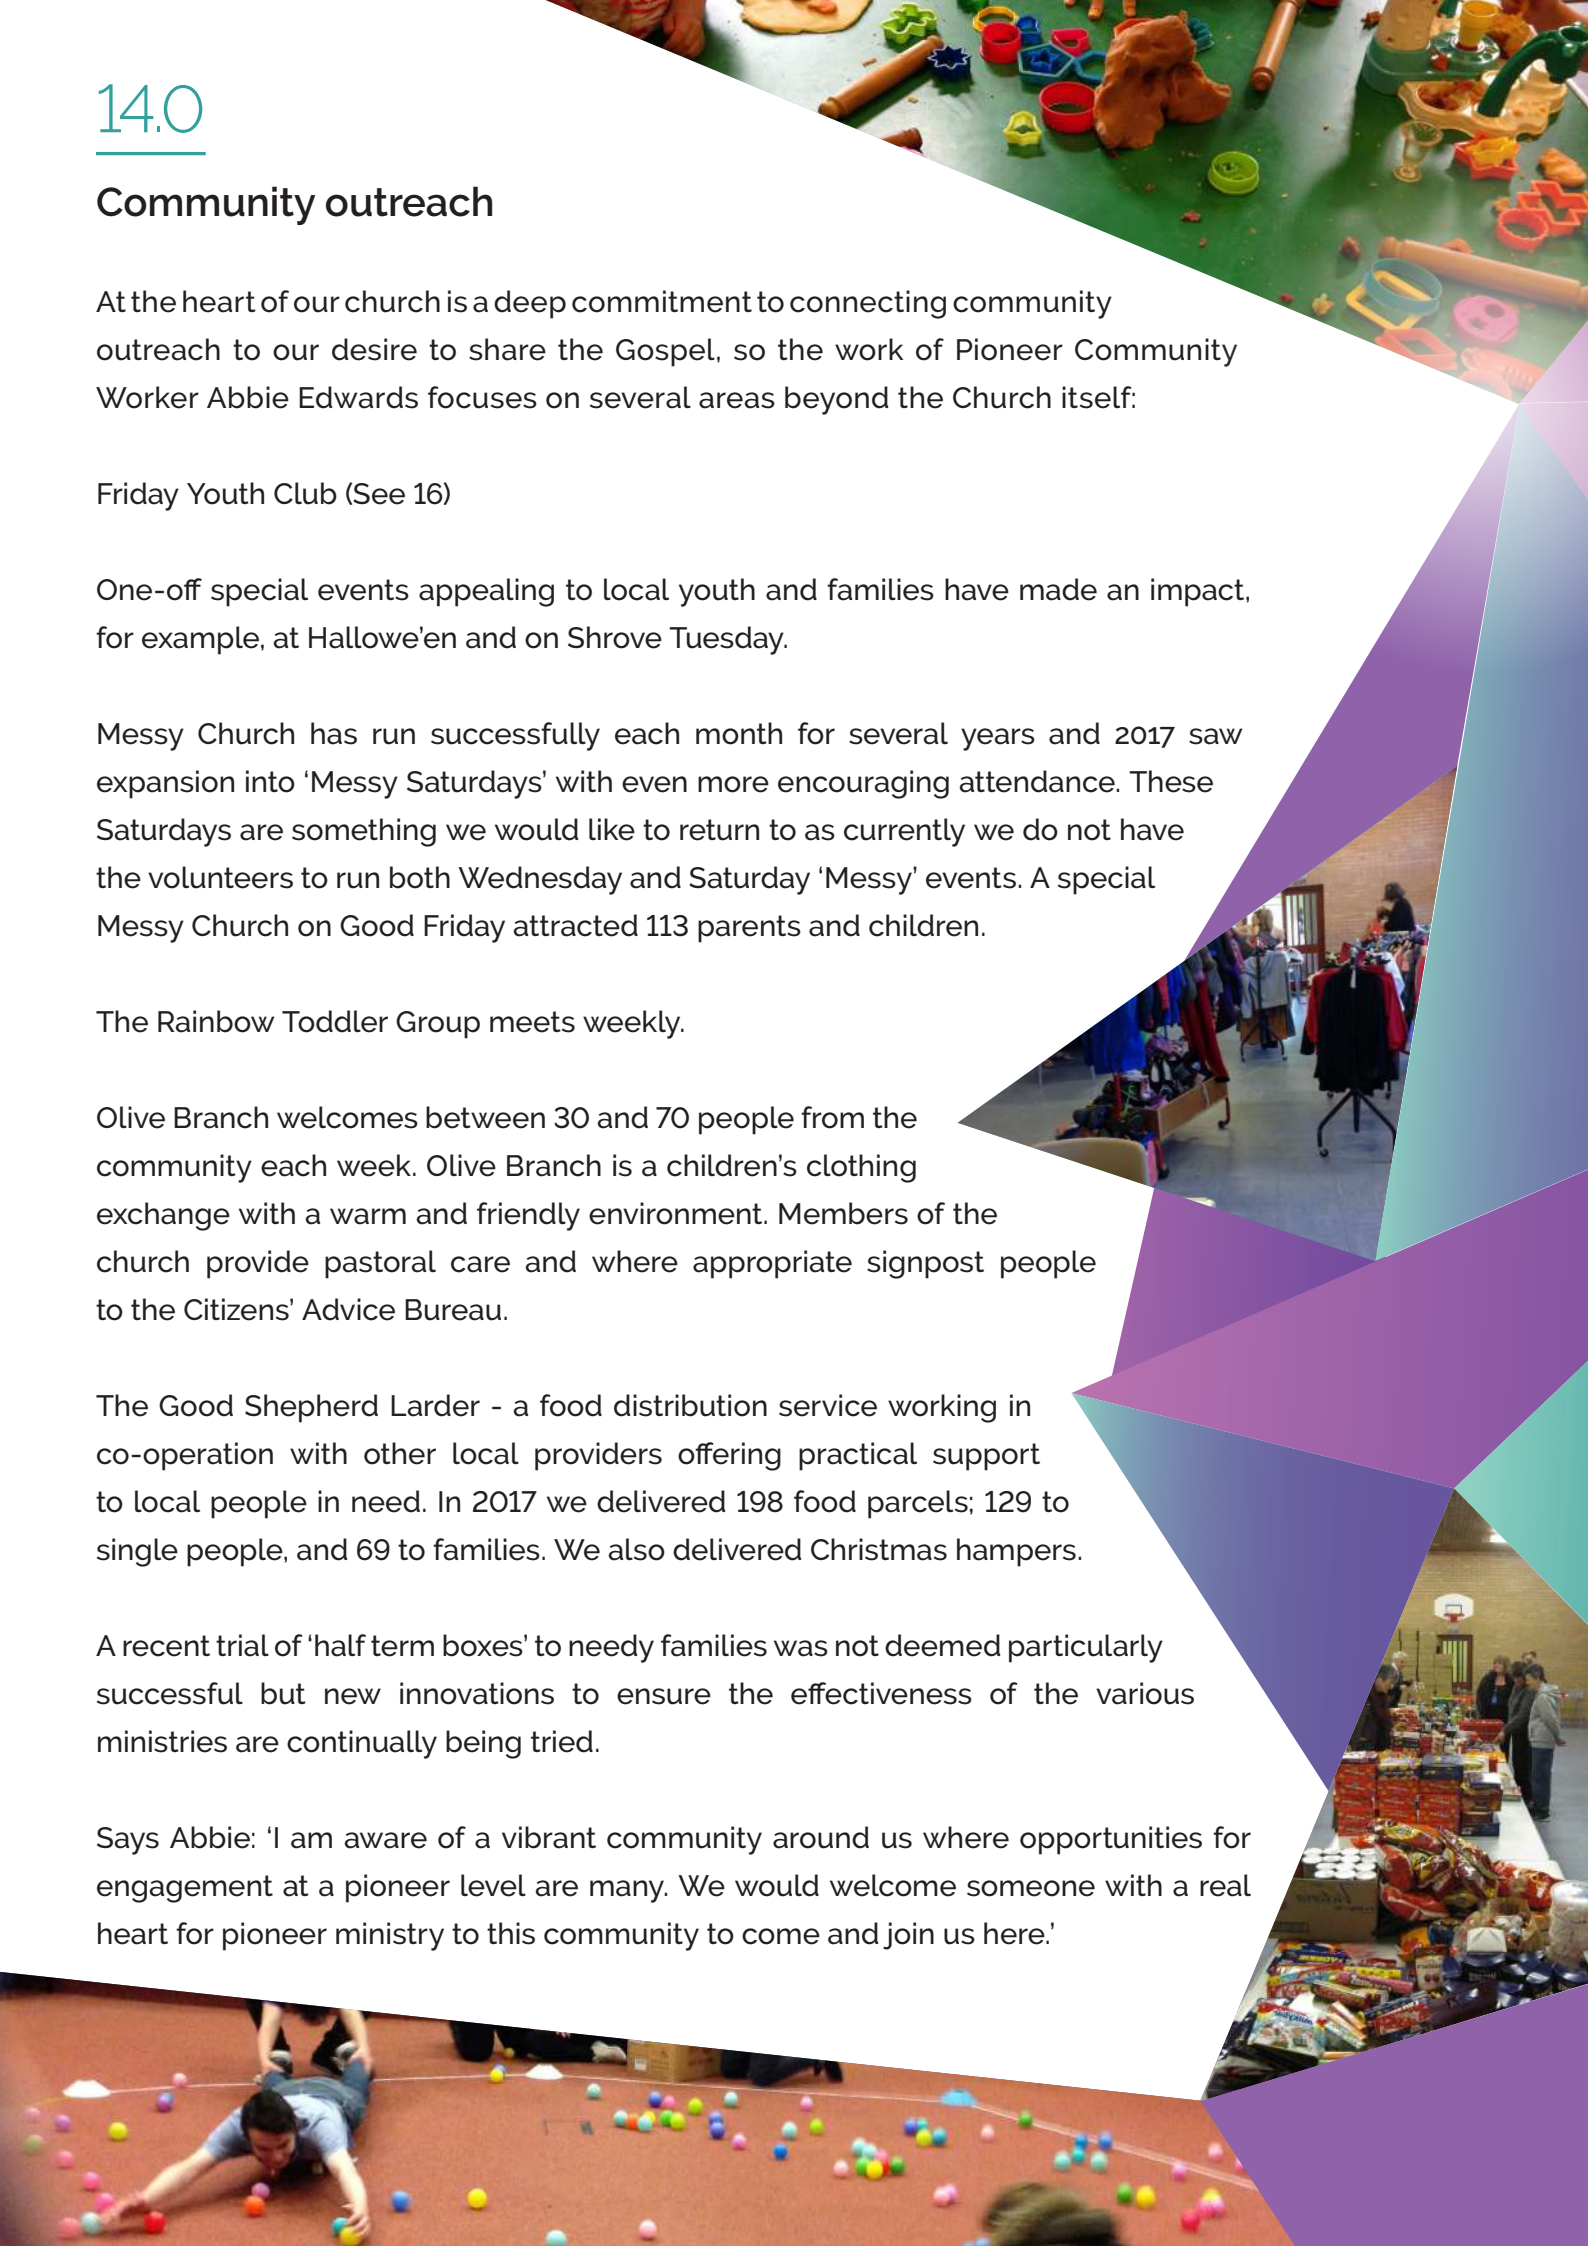 14.0
Community outreach
At the heart of our church is a deep commitment to connecting community
outreach to our desire to share the Gospel, so the work of Pioneer Community
Worker Abbie Edwards focuses on several areas beyond the Church itself:
Friday Youth Club (See 16)
One-off special events appealing to local youth and families have made an impact,
for example, at Hallowe’en and on Shrove Tuesday.
Messy Church has run successfully each month for several years and 2017 saw
expansion into ‘Messy Saturdays’ with even more encouraging attendance. These
Saturdays are something we would like to return to as currently we do not have
the volunteers to run both Wednesday and Saturday ‘Messy’ events. A special
Messy Church on Good Friday attracted 113 parents and children.
The Rainbow Toddler Group meets weekly.
Olive Branch welcomes between 30 and 70 people from the
community each week. Olive Branch is a children’s clothing
exchange with a warm and friendly environment. Members of the
church provide pastoral care and where appropriate signpost people
to the Citizens’ Advice Bureau.
The Good Shepherd Larder - a food distribution service working in
co-operation with other local providers offering practical support
to local people in need. In 2017 we delivered 198 food parcels; 129 to
single people, and 69 to families. We also delivered Christmas hampers.
A recent trial of ‘half term boxes’ to needy families was not deemed particularly
successful but new innovations to ensure the effectiveness of the various
ministries are continually being tried.
Says Abbie: ‘I am aware of a vibrant community around us where opportunities for
engagement at a pioneer level are many. We would welcome someone with a real
heart for pioneer ministry to this community to come and join us here.’